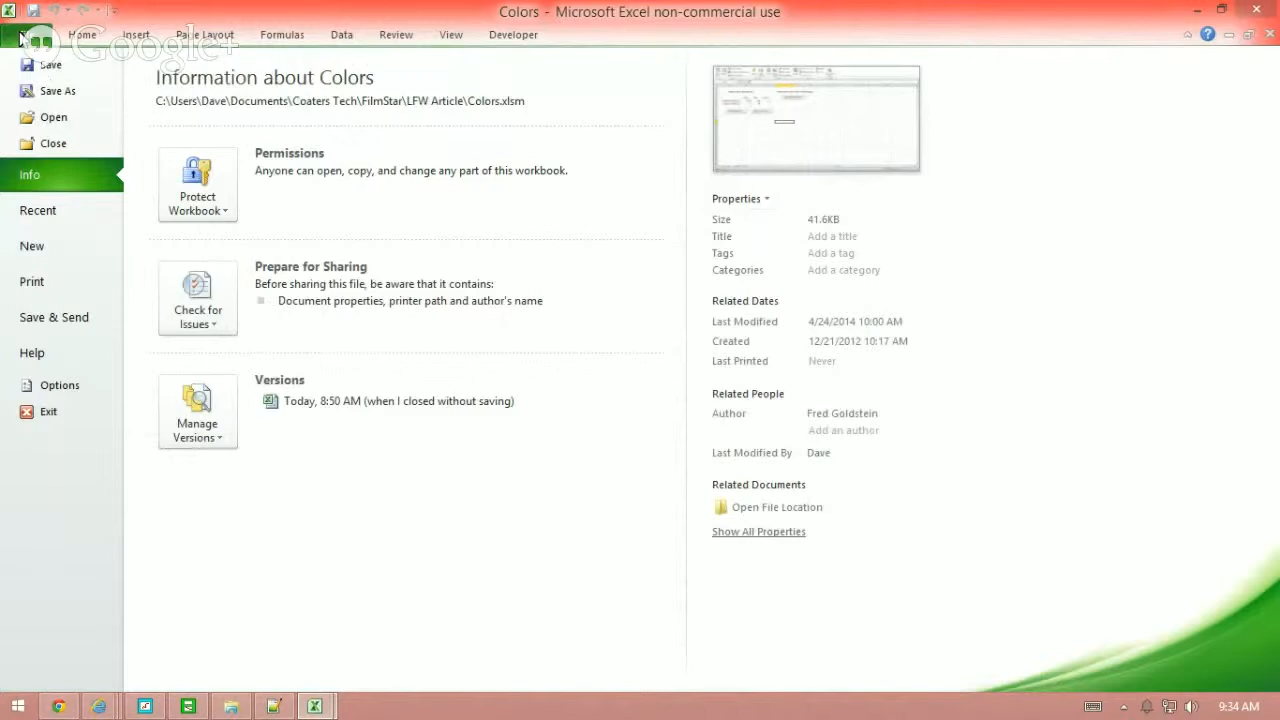 Colors - Microsoft Excel non-commercial use
Home Insert Page Layout Formulas Data Review View Developer
Google+
Save
Save As
Open
Close
Info
Recent
New
Print
Save & Send
Help
Options
Exit
Information about Colors
C:\Users\Dave\Documents\Coaters Tech\FilmStar\LFW Article\Colors.xlsm
Protect
Workbook
Permissions
Anyone can open, copy, and change any part of this workbook.
Check for
Issues
Prepare for Sharing
Before sharing this file, be aware that it contains:
Document properties, printer path and author's name
Manage
Versions
Versions
Today, 8:50 AM (when I closed without saving)
Properties
Size 41.6KB
Title Add a title
Tags Add a tag
Categories Add a category
Related Dates
Last Modified 4/24/2014 10:00 AM
Created 12/21/2012 10:17 AM
Last Printed Never
Related People
Author Fred Goldstein
Add an author
Last Modified By Dave
Related Documents
Open File Location
Show All Properties
9:34 AM